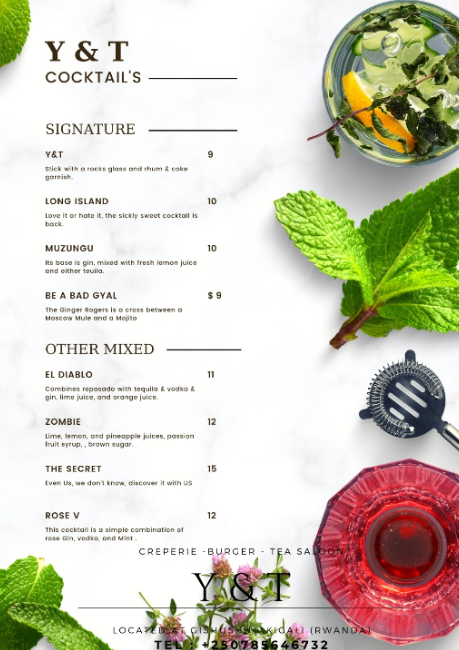 Y & T
COCKTAIL'S
SIGNATURE
Y&T 9
Stick with a rocks glass and rhum & coke
garnish.
LONG ISLAND 10
Love it or hate it, the sickly sweet cocktail is
back.
MUZUNGU 10
Its base is gin, mixed with fresh lemon juice
and either touila.
BE A BAD GYAL $ 9
The Ginger Rogers is a cross between a
Moscow Mule and a Mojito
OTHER MIXED
EL DIABLO 11
Combines reposado with tequila & vodka &
gin, lime juice, and orange juice.
ZOMBIE 12
Lime, lemon, and pineapple juices, passion
fruit syrup, , brown sugar.
THE SECRET 15
Even Us, we don't know, discover it with US
ROSE V 12
This cocktail is a simple combination of
rose Gin, vodka, and Mint .
CREPERIE -BURGER - TEA SALOON
Y & T
LOCATED AT KIGALI (RWANDA)
TEL : +250785646732